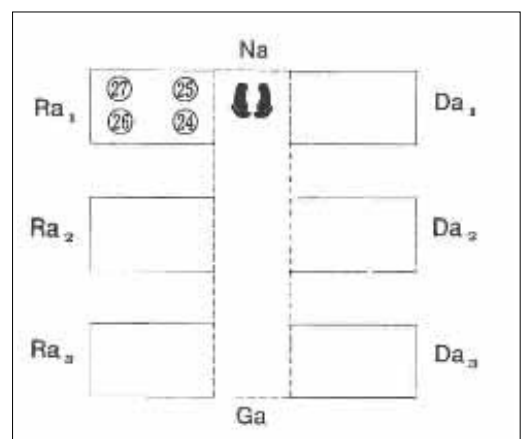 Na
Ra₁ ㉗ ㉕ Da₁
㉖ ㉔
Ra₂ Da₂
Ra₃ Da₃
Ga